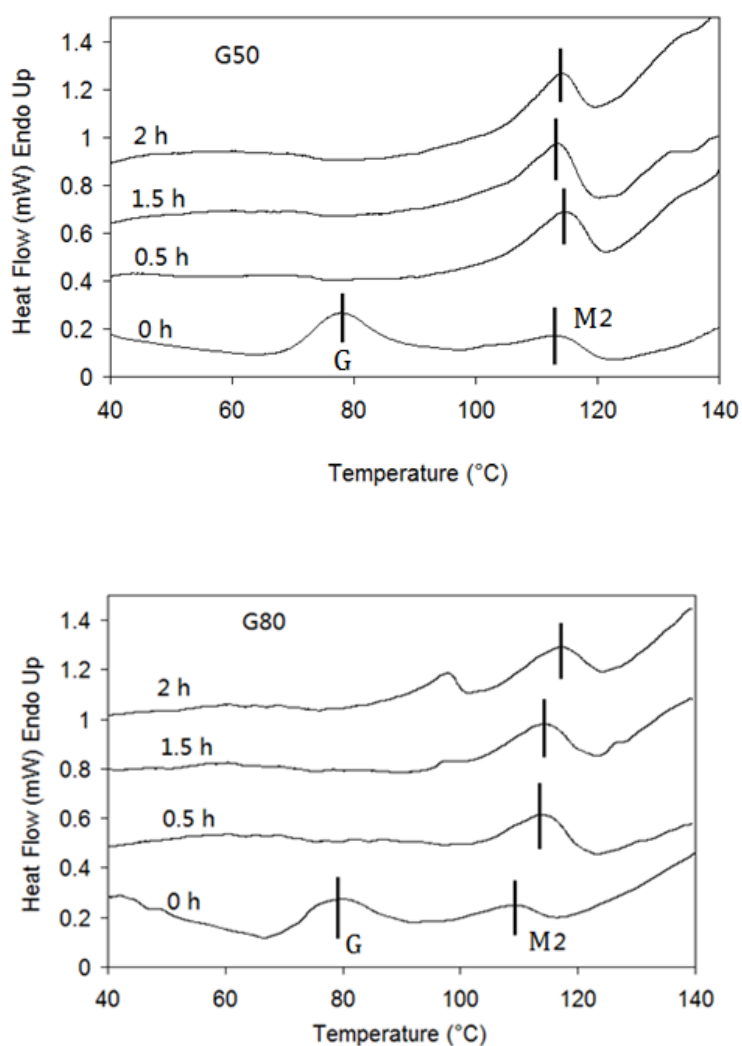 G50
Heat Flow (mW) Endo Up
1.4
1.2
1
0.8
0.6
0.4
0.2
0
2 h
1.5 h
0.5 h
0 h
G
M2
40 60 80 100 120 140
Temperature (°C)
G80
Heat Flow (mW) Endo Up
1.4
1.2
1
0.8
0.6
0.4
0.2
0
2 h
1.5 h
0.5 h
0 h
G
M2
40 60 80 100 120 140
Temperature (°C)